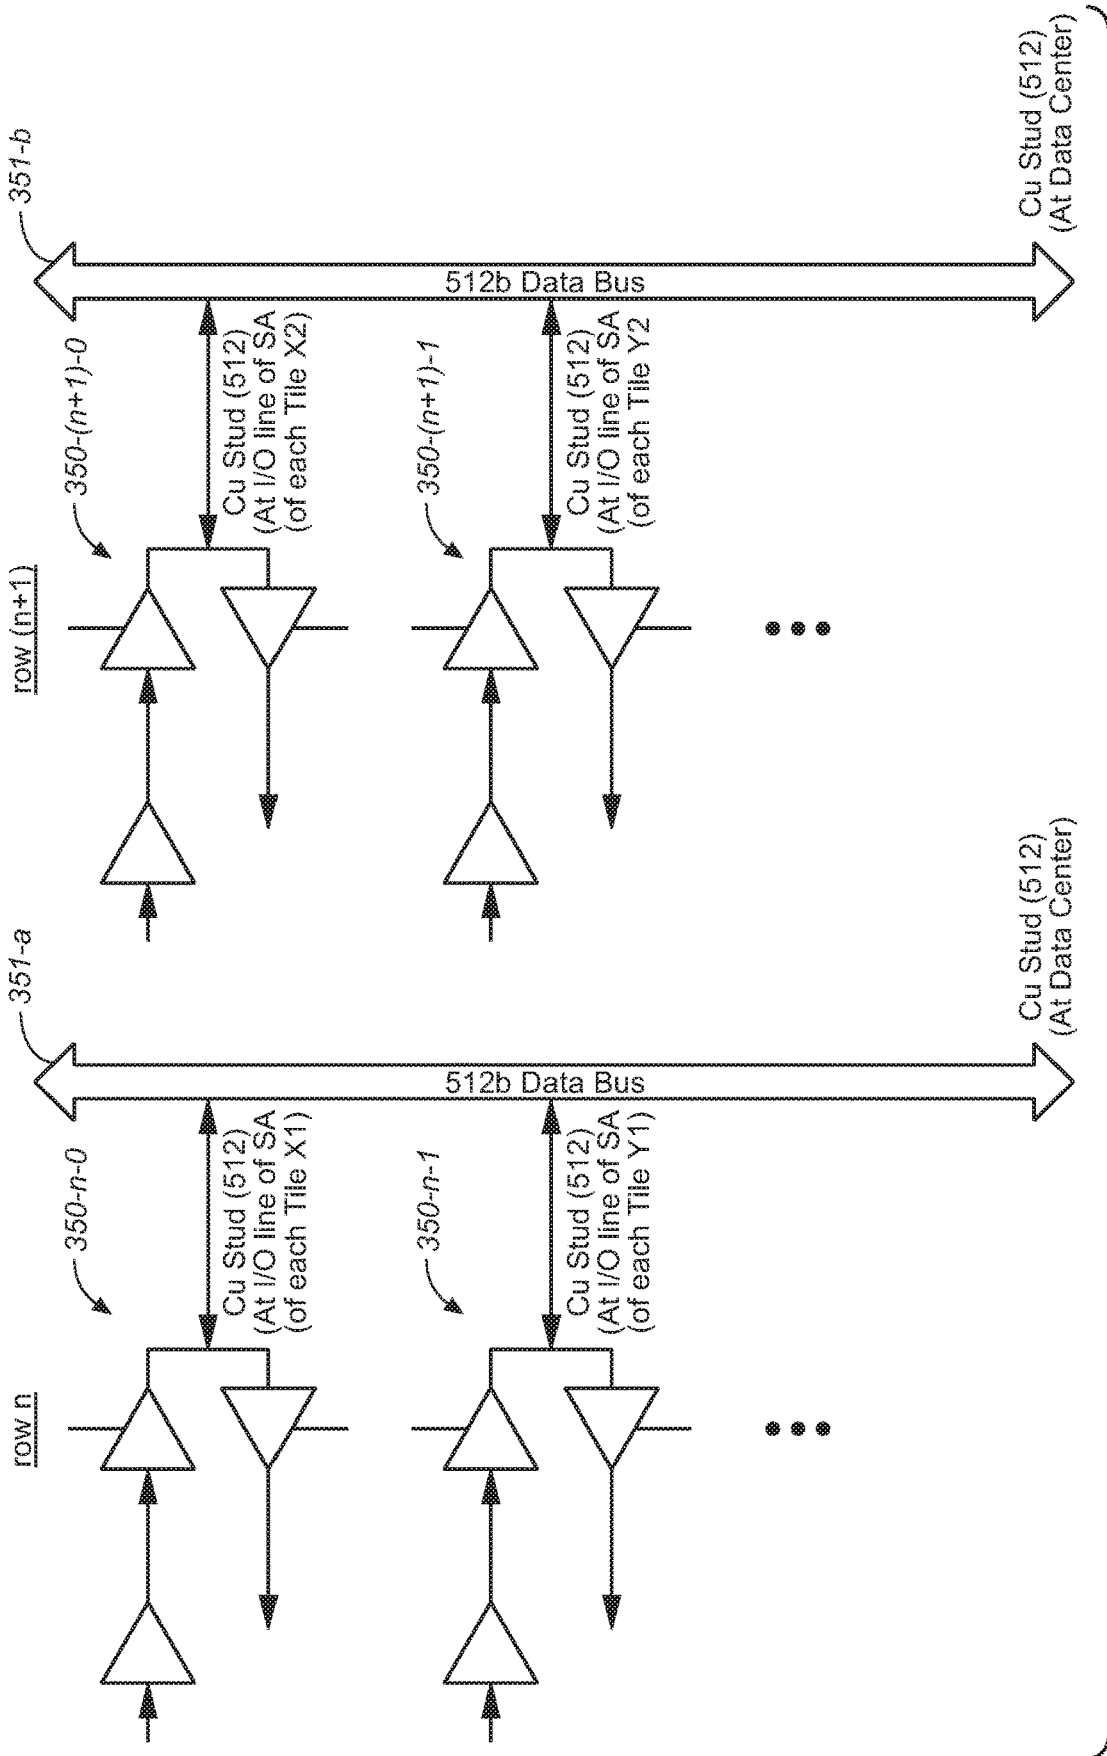 row n
351-a
350-n-0
Cu Stud (512)
(At I/O line of SA
(of each Tile X1)
350-n-1
512b Data Bus
Cu Stud (512)
(At I/O line of SA
(of each Tile Y1)
• • •
Cu Stud (512)
(At Data Center)
row (n+1)
351-b
350-(n+1)-0
Cu Stud (512)
(At I/O line of SA
(of each Tile X2)
350-(n+1)-1
512b Data Bus
Cu Stud (512)
(At I/O line of SA
(of each Tile Y2
• • •
Cu Stud (512)
(At Data Center)